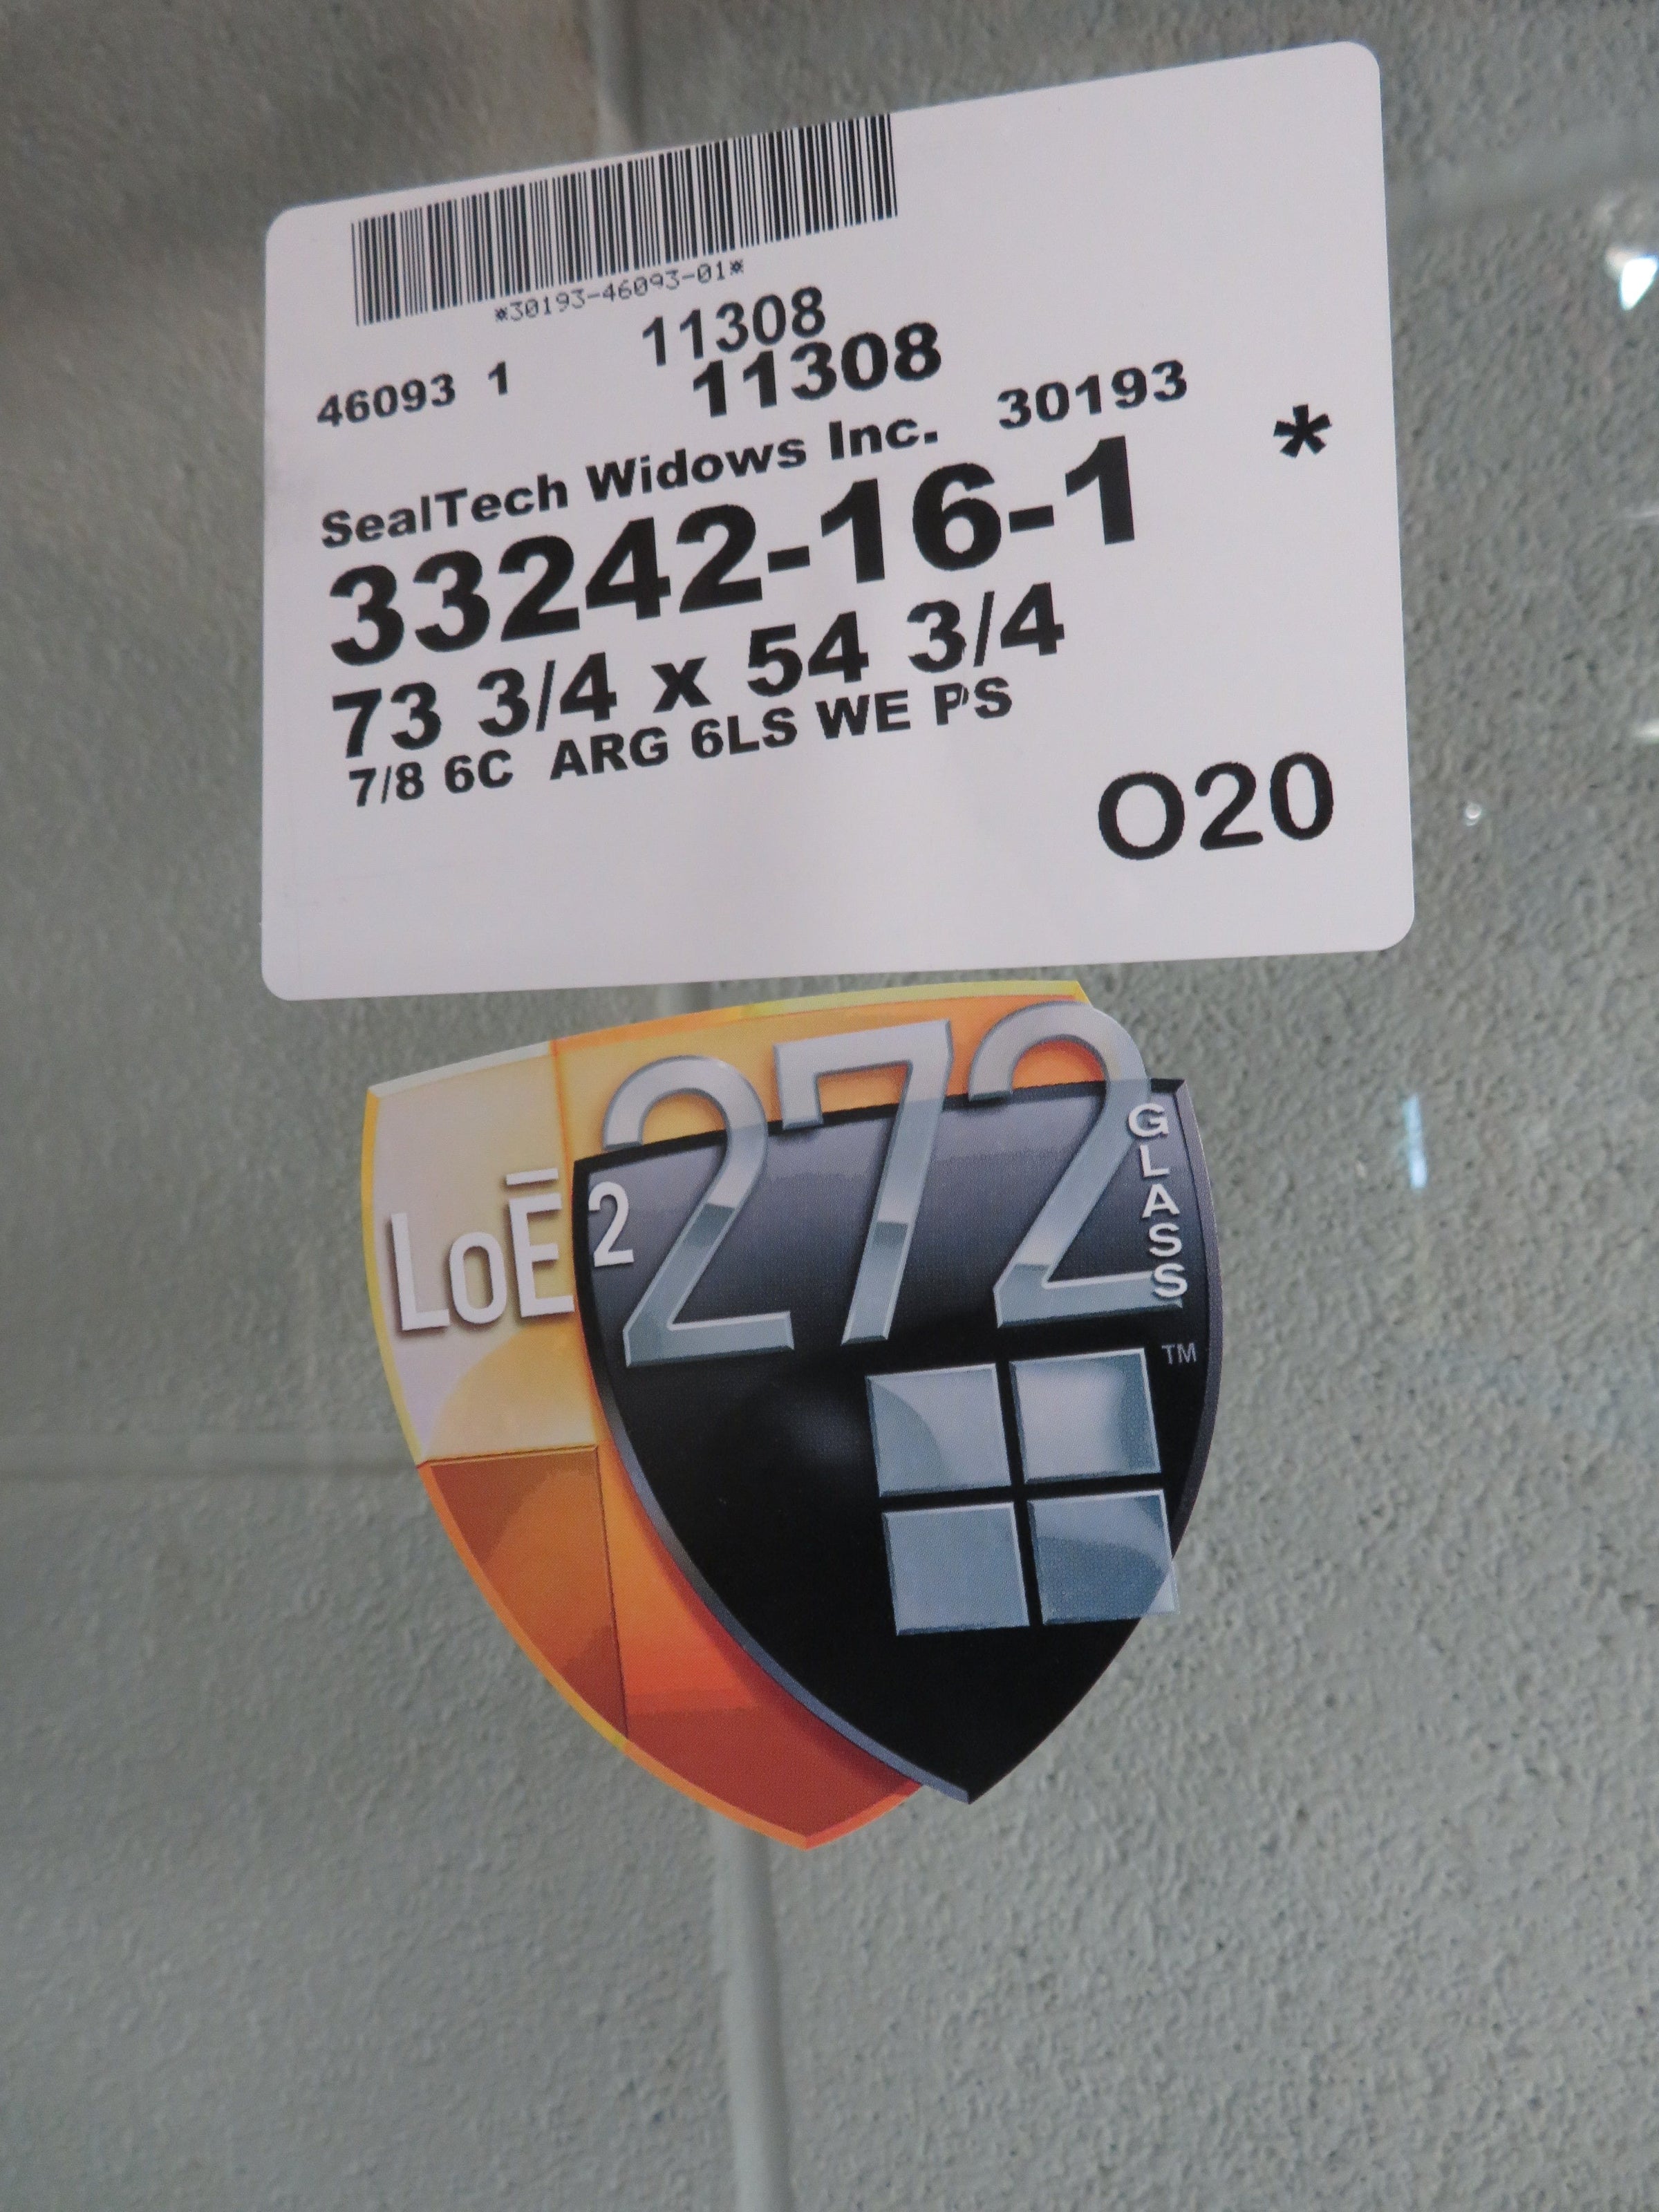 *30193-46093-01*
11308
46093 1 11308
SealTech Widows Inc. 30193
33242-16-1 *
73 3/4 x 54 3/4
7/8 6C ARG 6LS WE PS
O20
LoĒ2 272 GLASS
TM